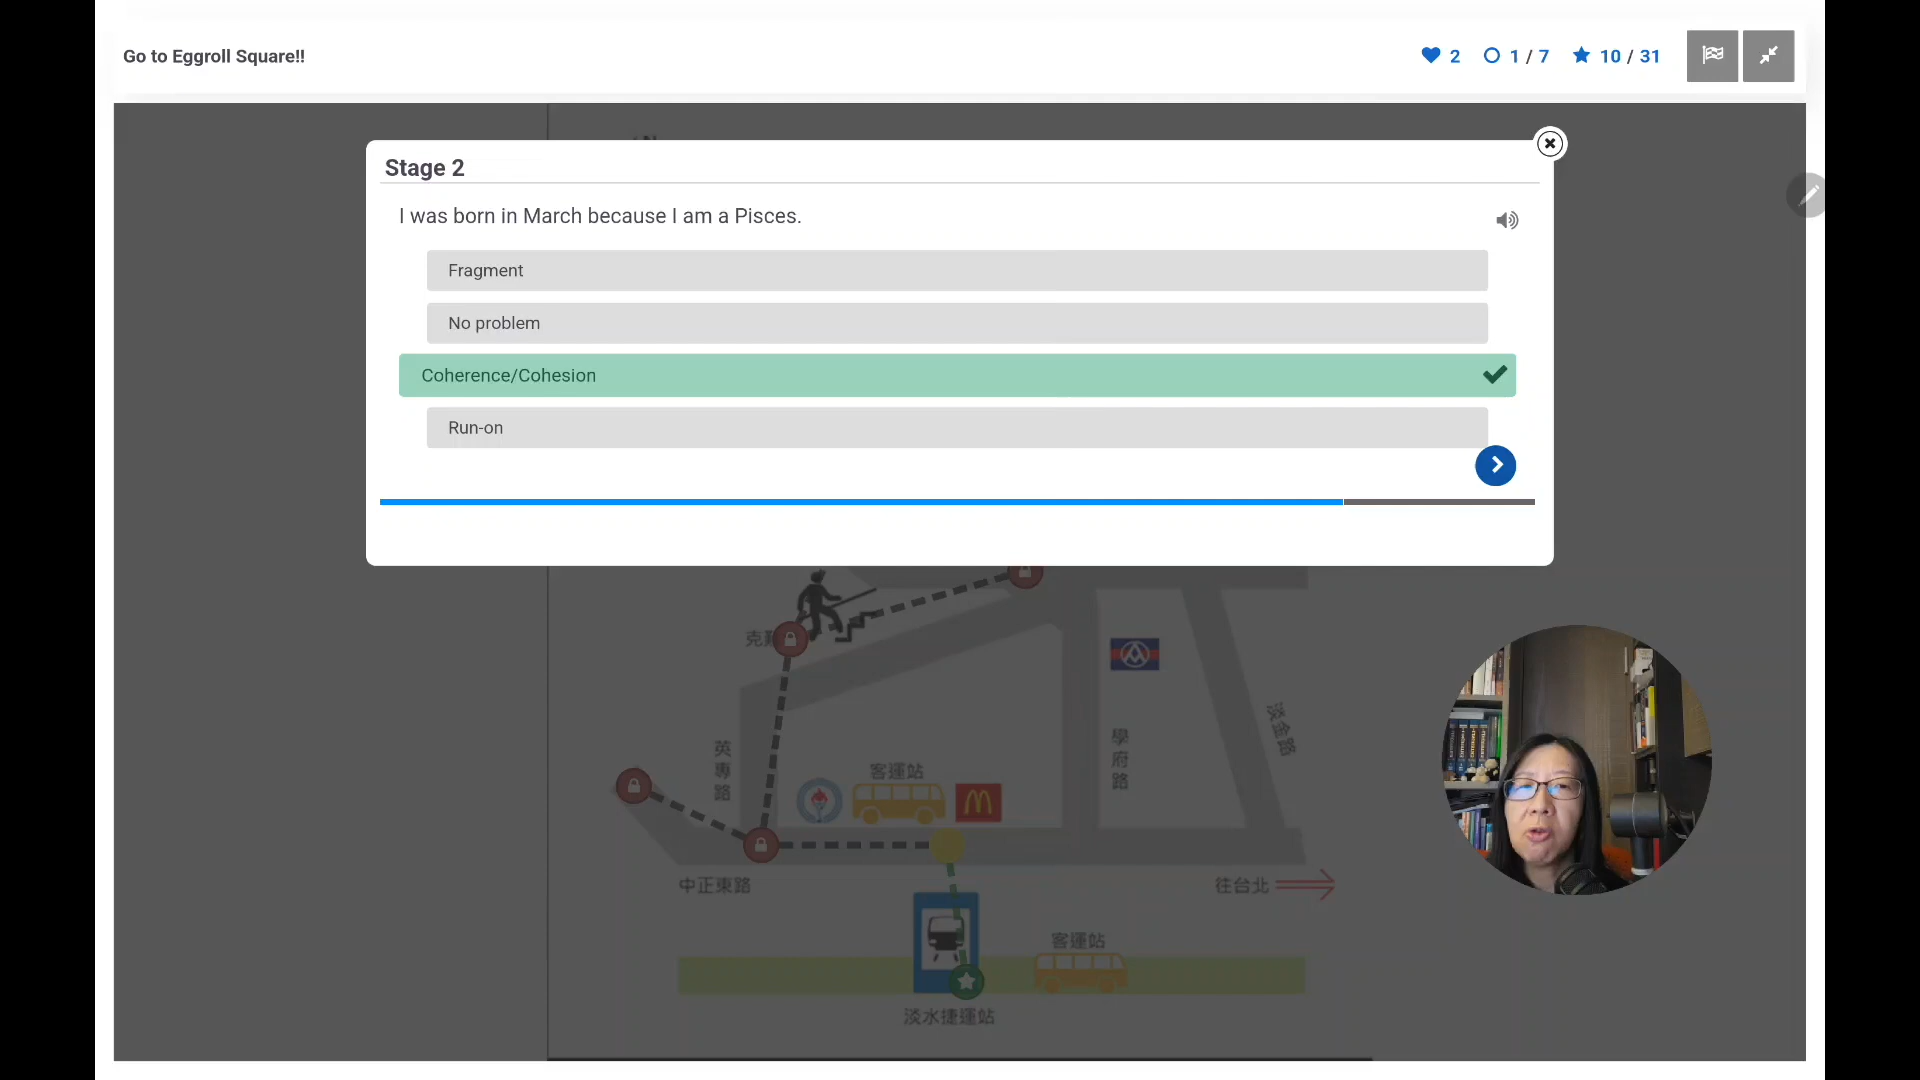 Go to Eggroll Square!!
2
1 / 7
10 / 31
Stage 2
I was born in March because I am a Pisces.
Fragment
No problem
Coherence/Cohesion
Run-on
英專路
客運站
學府路
淡金路
中正東路
往台北
客運站
淡水捷運站